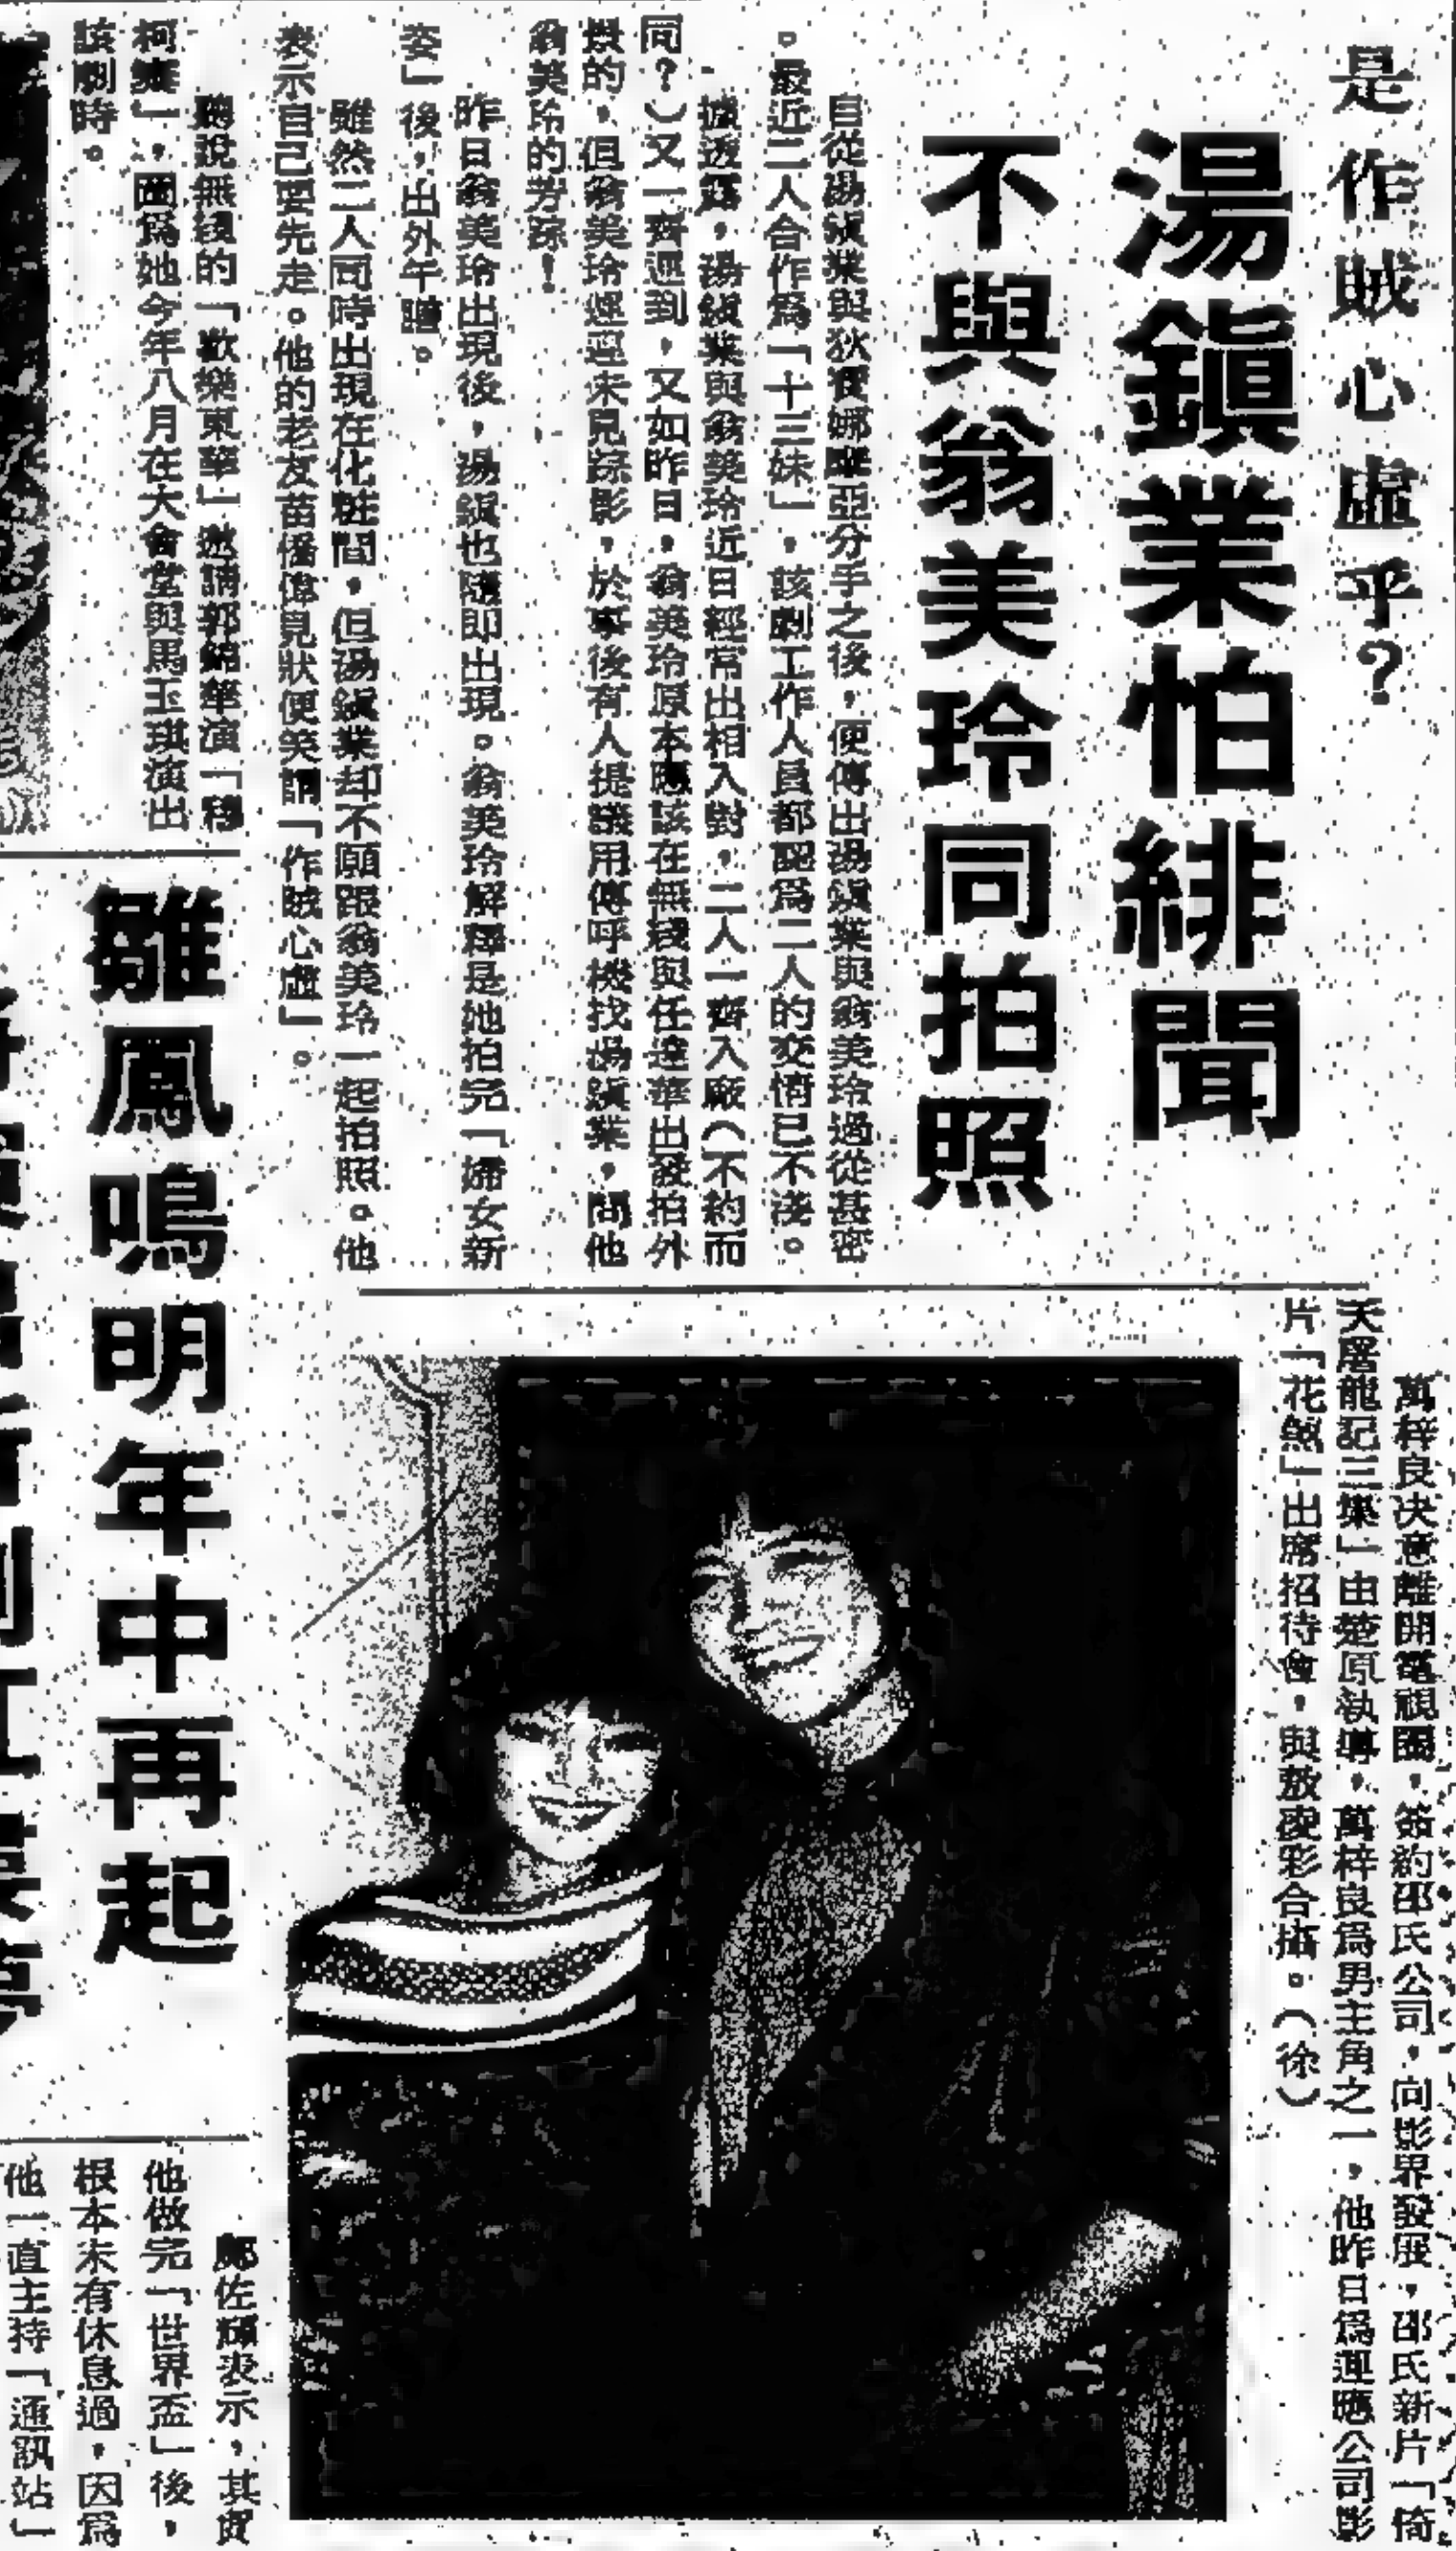 是作賊心虛乎？
湯鎮業怕緋聞
不與翁美玲同拍照
自從湯鎮業與狄寶娜摩亞分手之後，便傳出湯鎮業與翁美玲過從甚密
。最近二人合作為「十三妹」，該劇工作人員都認為二人的交情已不淺。
據透露，湯鎮業與翁美玲近日經常出相入對，二人一齊入廠（不約而
同？）又一齊遲到，又如昨日，翁美玲原本應該在無綫與任達華出發拍外
景的，但翁美玲遲遲未見踪影，於事後有人提議用傳呼機找湯鎮業，問他
翁美玲的芳踪！
昨日翁美玲出現後，湯鎮也隨即出現。翁美玲解釋是她拍完「婦女新
姿」後，出外午膳。
雖然二人同時出現在化粧間，但湯鎮業却不願跟翁美玲一起拍照。他
表示自己要先走。他的老友苗僑偉見狀便笑謂「作賊心虛」。
聽說無綫的「歡樂東華」邀請郭錦華演「穆
柯寨」，因為她今年八月在大會堂與馬玉琪演出
該劇時。
萬梓良決意離開電視圈，簽約邵氏公司，向影界發展，邵氏新片「倚
天屠龍記三集」由楚原執導，萬梓良為男主角之一，他昨日為運應公司影
片「花煞」出席招待會，與敖凌彩合攝。（徐）
雛鳳鳴明年中再起
鄭佐輝表示，其實
他做完「世界盃」後，
根本未有休息過，因為
他一直主持「通訊站」